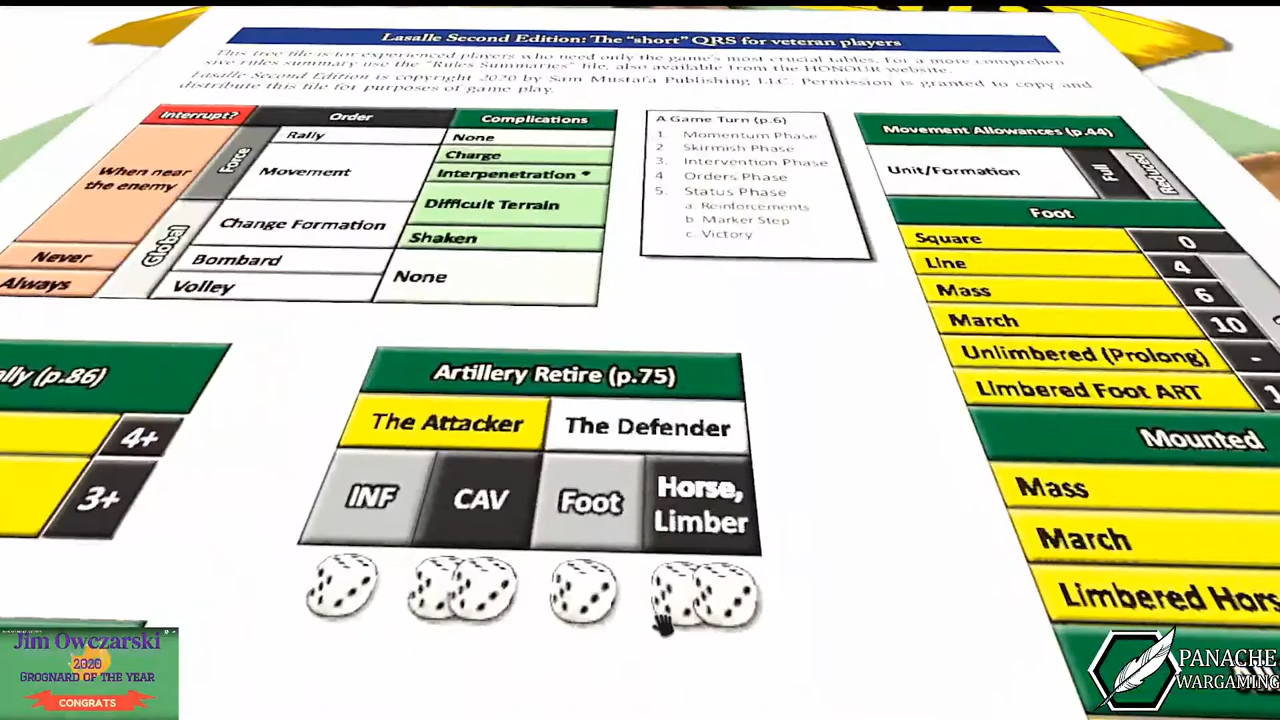 Lasalle Second Edition: The “short” QRS for veteran players
This free file is for experienced players who need only the game's most crucial tables. For a more comprehen
sive rules summary use the “Rules Summaries” file, also available from the HONOUR website.
Lasalle Second Edition is copyright 2020 by Sam Mustafa Publishing LLC. Permission is granted to copy and
distribute this file for purposes of game play.
Interrupt?
Order
Complications
When near
the enemy
Never
Always
Force
Global
Rally
Movement
Change Formation
Bombard
Volley
None
Charge
Interpenetration *
Difficult Terrain
Shaken
None
A Game Turn (p.6)
1. Momentum Phase
2 Skirmish Phase
3. Intervention Phase
4 Orders Phase
5. Status Phase
a. Reinforcements
b. Marker Step
c. Victory
Movement Allowances (p.44)
Unit/Formation
Full
Reduced
Foot
Square 0
Line 4
Mass 6
March 10
Unlimbered (Prolong) -
Limbered Foot ART
Mounted
Mass
March
Limbered Hors
ally (p.86)
4+
3+
Artillery Retire (p.75)
The Attacker
The Defender
INF
CAV
Foot
Horse,
Limber
Jim Owczarski
2020
GROGNARD OF THE YEAR
CONGRATS
PANACHE
WARGAMING